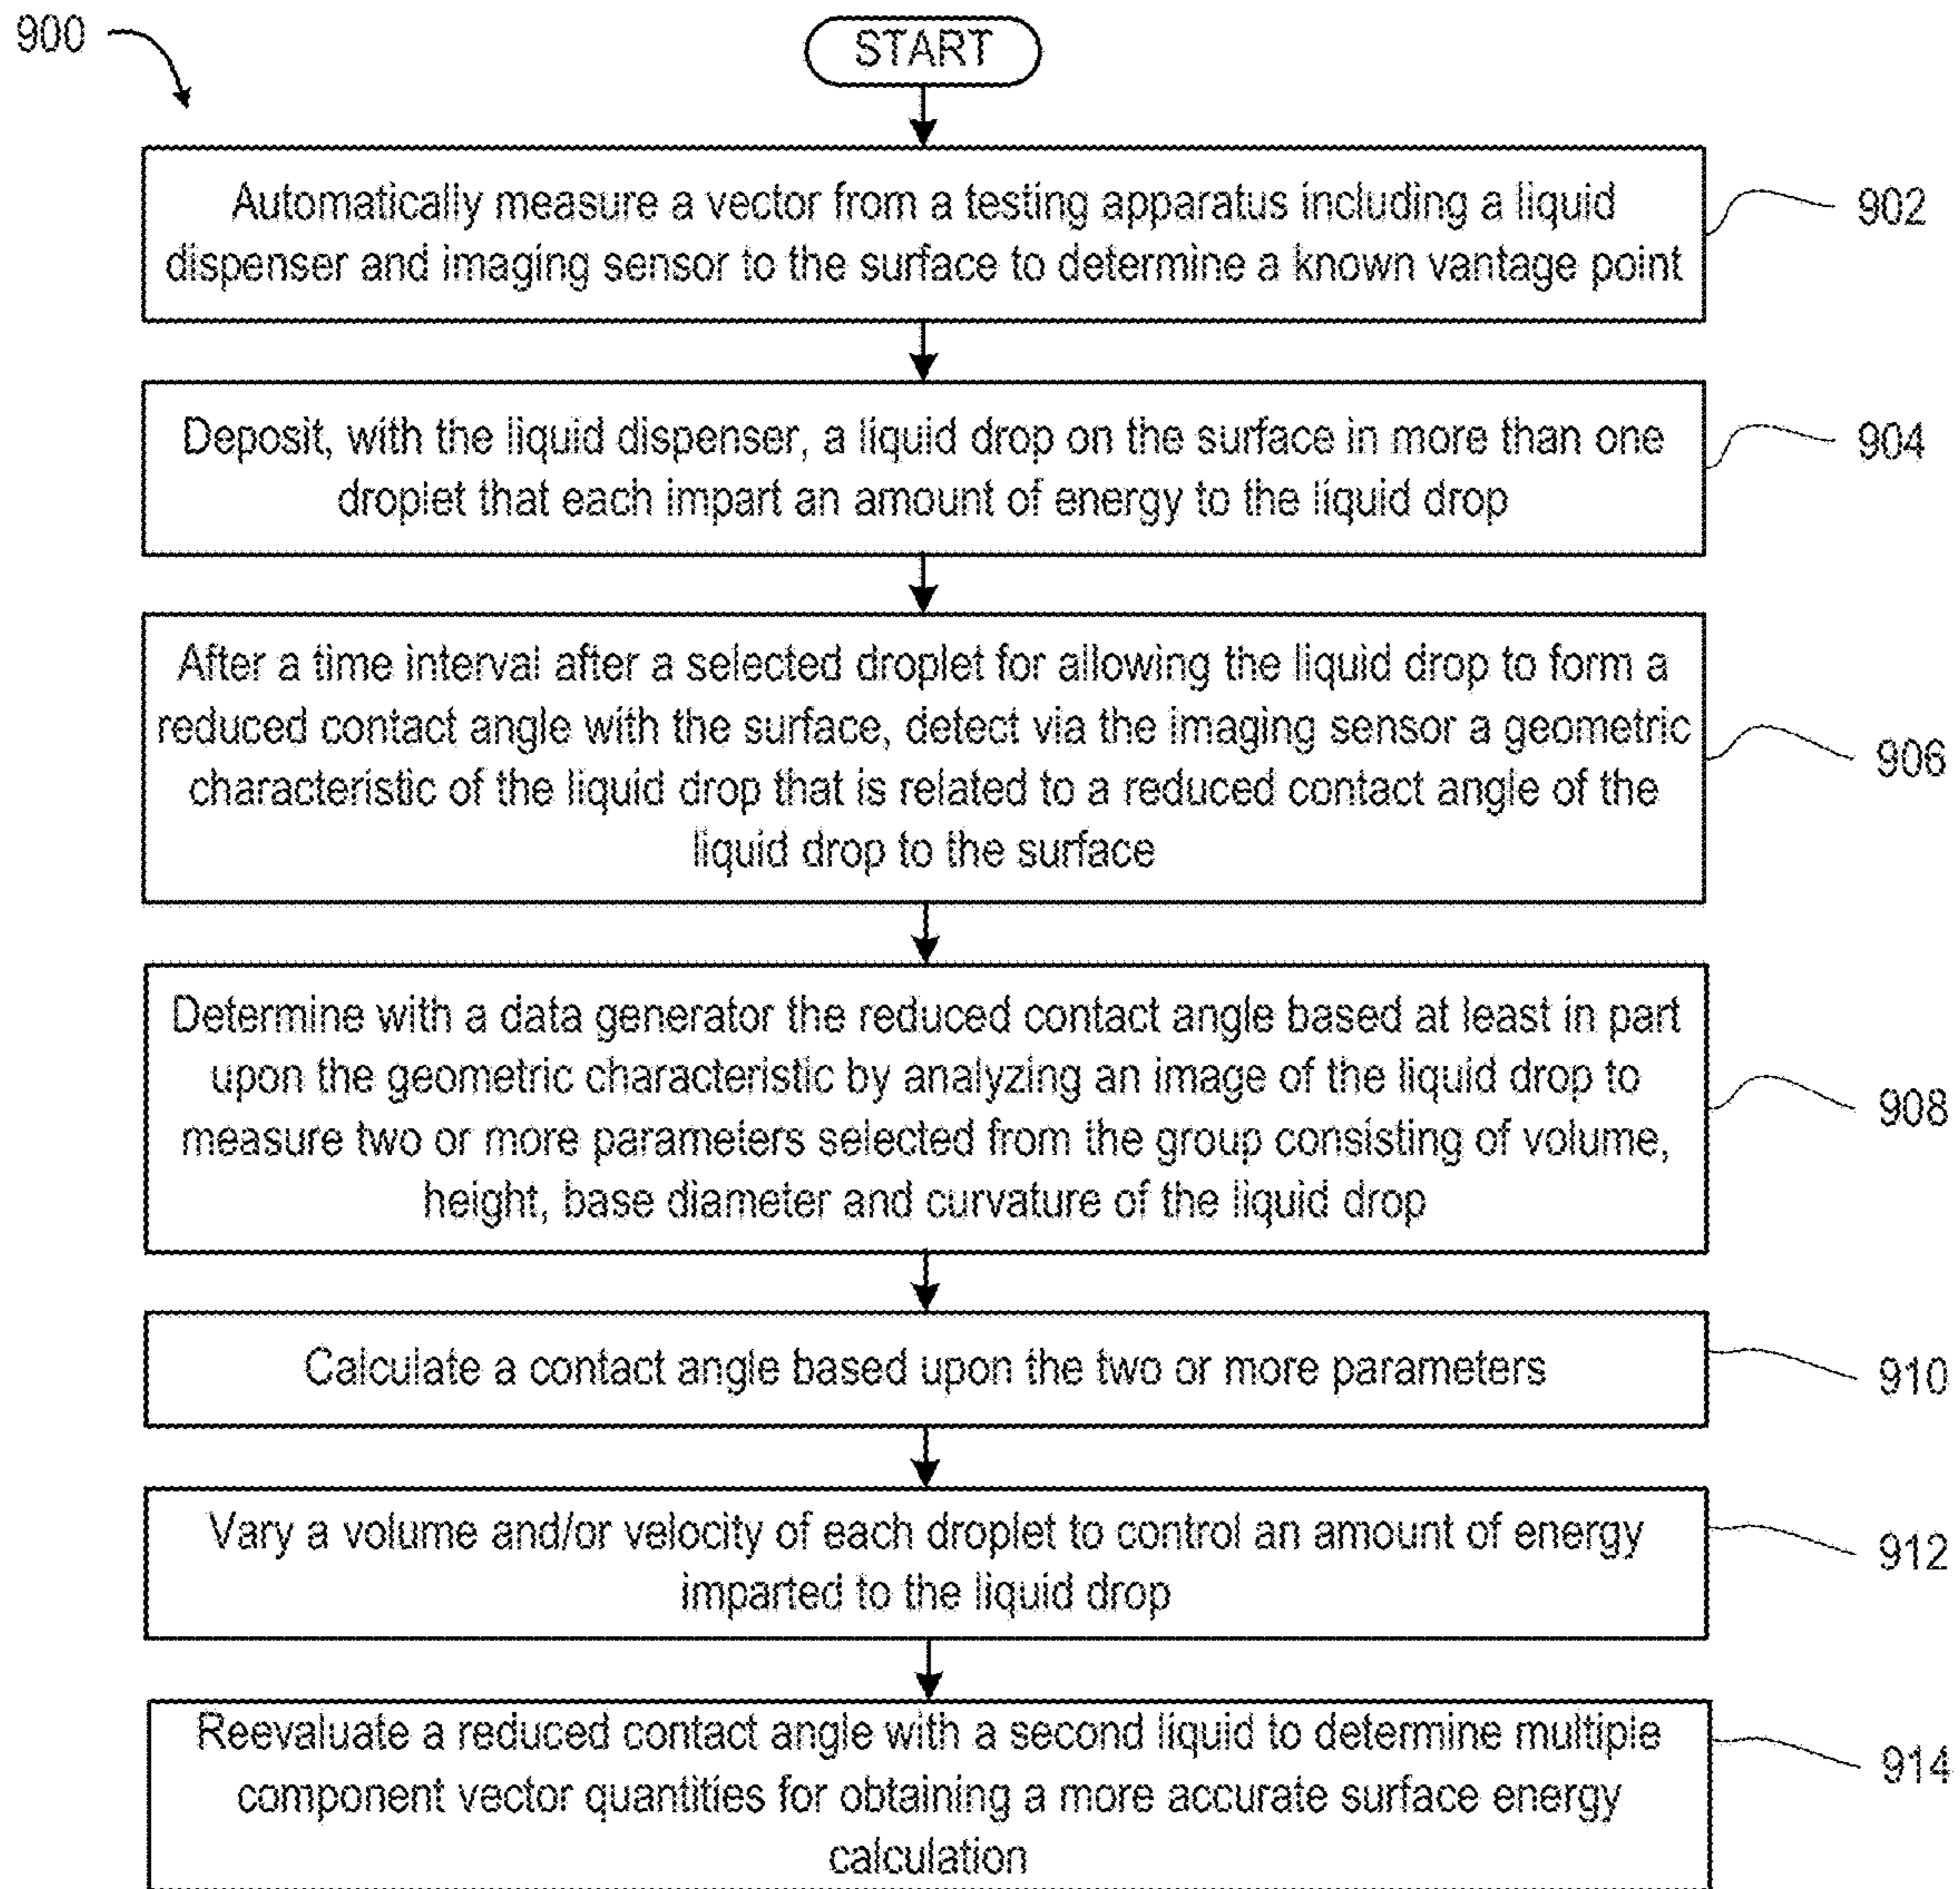 900
START
Automatically measure a vector from a testing apparatus including a liquid
dispenser and imaging sensor to the surface to determine a known vantage point
902
Deposit, with the liquid dispenser, a liquid drop on the surface in more than one
droplet that each impart an amount of energy to the liquid drop
904
After a time interval after a selected droplet for allowing the liquid drop to form a
reduced contact angle with the surface, detect via the imaging sensor a geometric
characteristic of the liquid drop that is related to a reduced contact angle of the
liquid drop to the surface
906
Determine with a data generator the reduced contact angle based at least in part
upon the geometric characteristic by analyzing an image of the liquid drop to
measure two or more parameters selected from the group consisting of volume,
height, base diameter and curvature of the liquid drop
908
Calculate a contact angle based upon the two or more parameters
910
Vary a volume and/or velocity of each droplet to control an amount of energy
imparted to the liquid drop
912
Reevaluate a reduced contact angle with a second liquid to determine multiple
component vector quantities for obtaining a more accurate surface energy
calculation
914